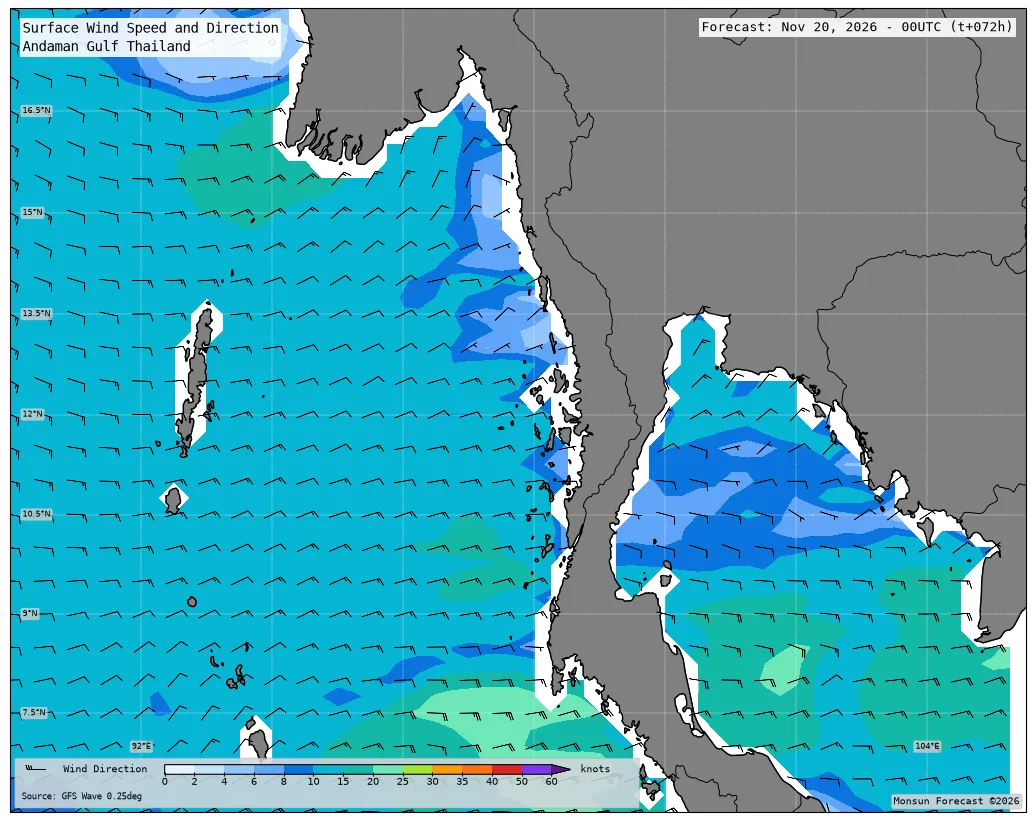 Surface Wind Speed and Direction
Andaman Gulf Thailand
Forecast: Nov 20, 2026 - 00UTC (t+072h)
16.5°N
15°N
13.5°N
12°N
10.5°N
9°N
7.5°N
92°E
104°E
Wind Direction
0 2 4 6 8 10 15 20 25 30 35 40 50 60
knots
Source: GFS Wave 0.25deg
Monsun Forecast ©2026